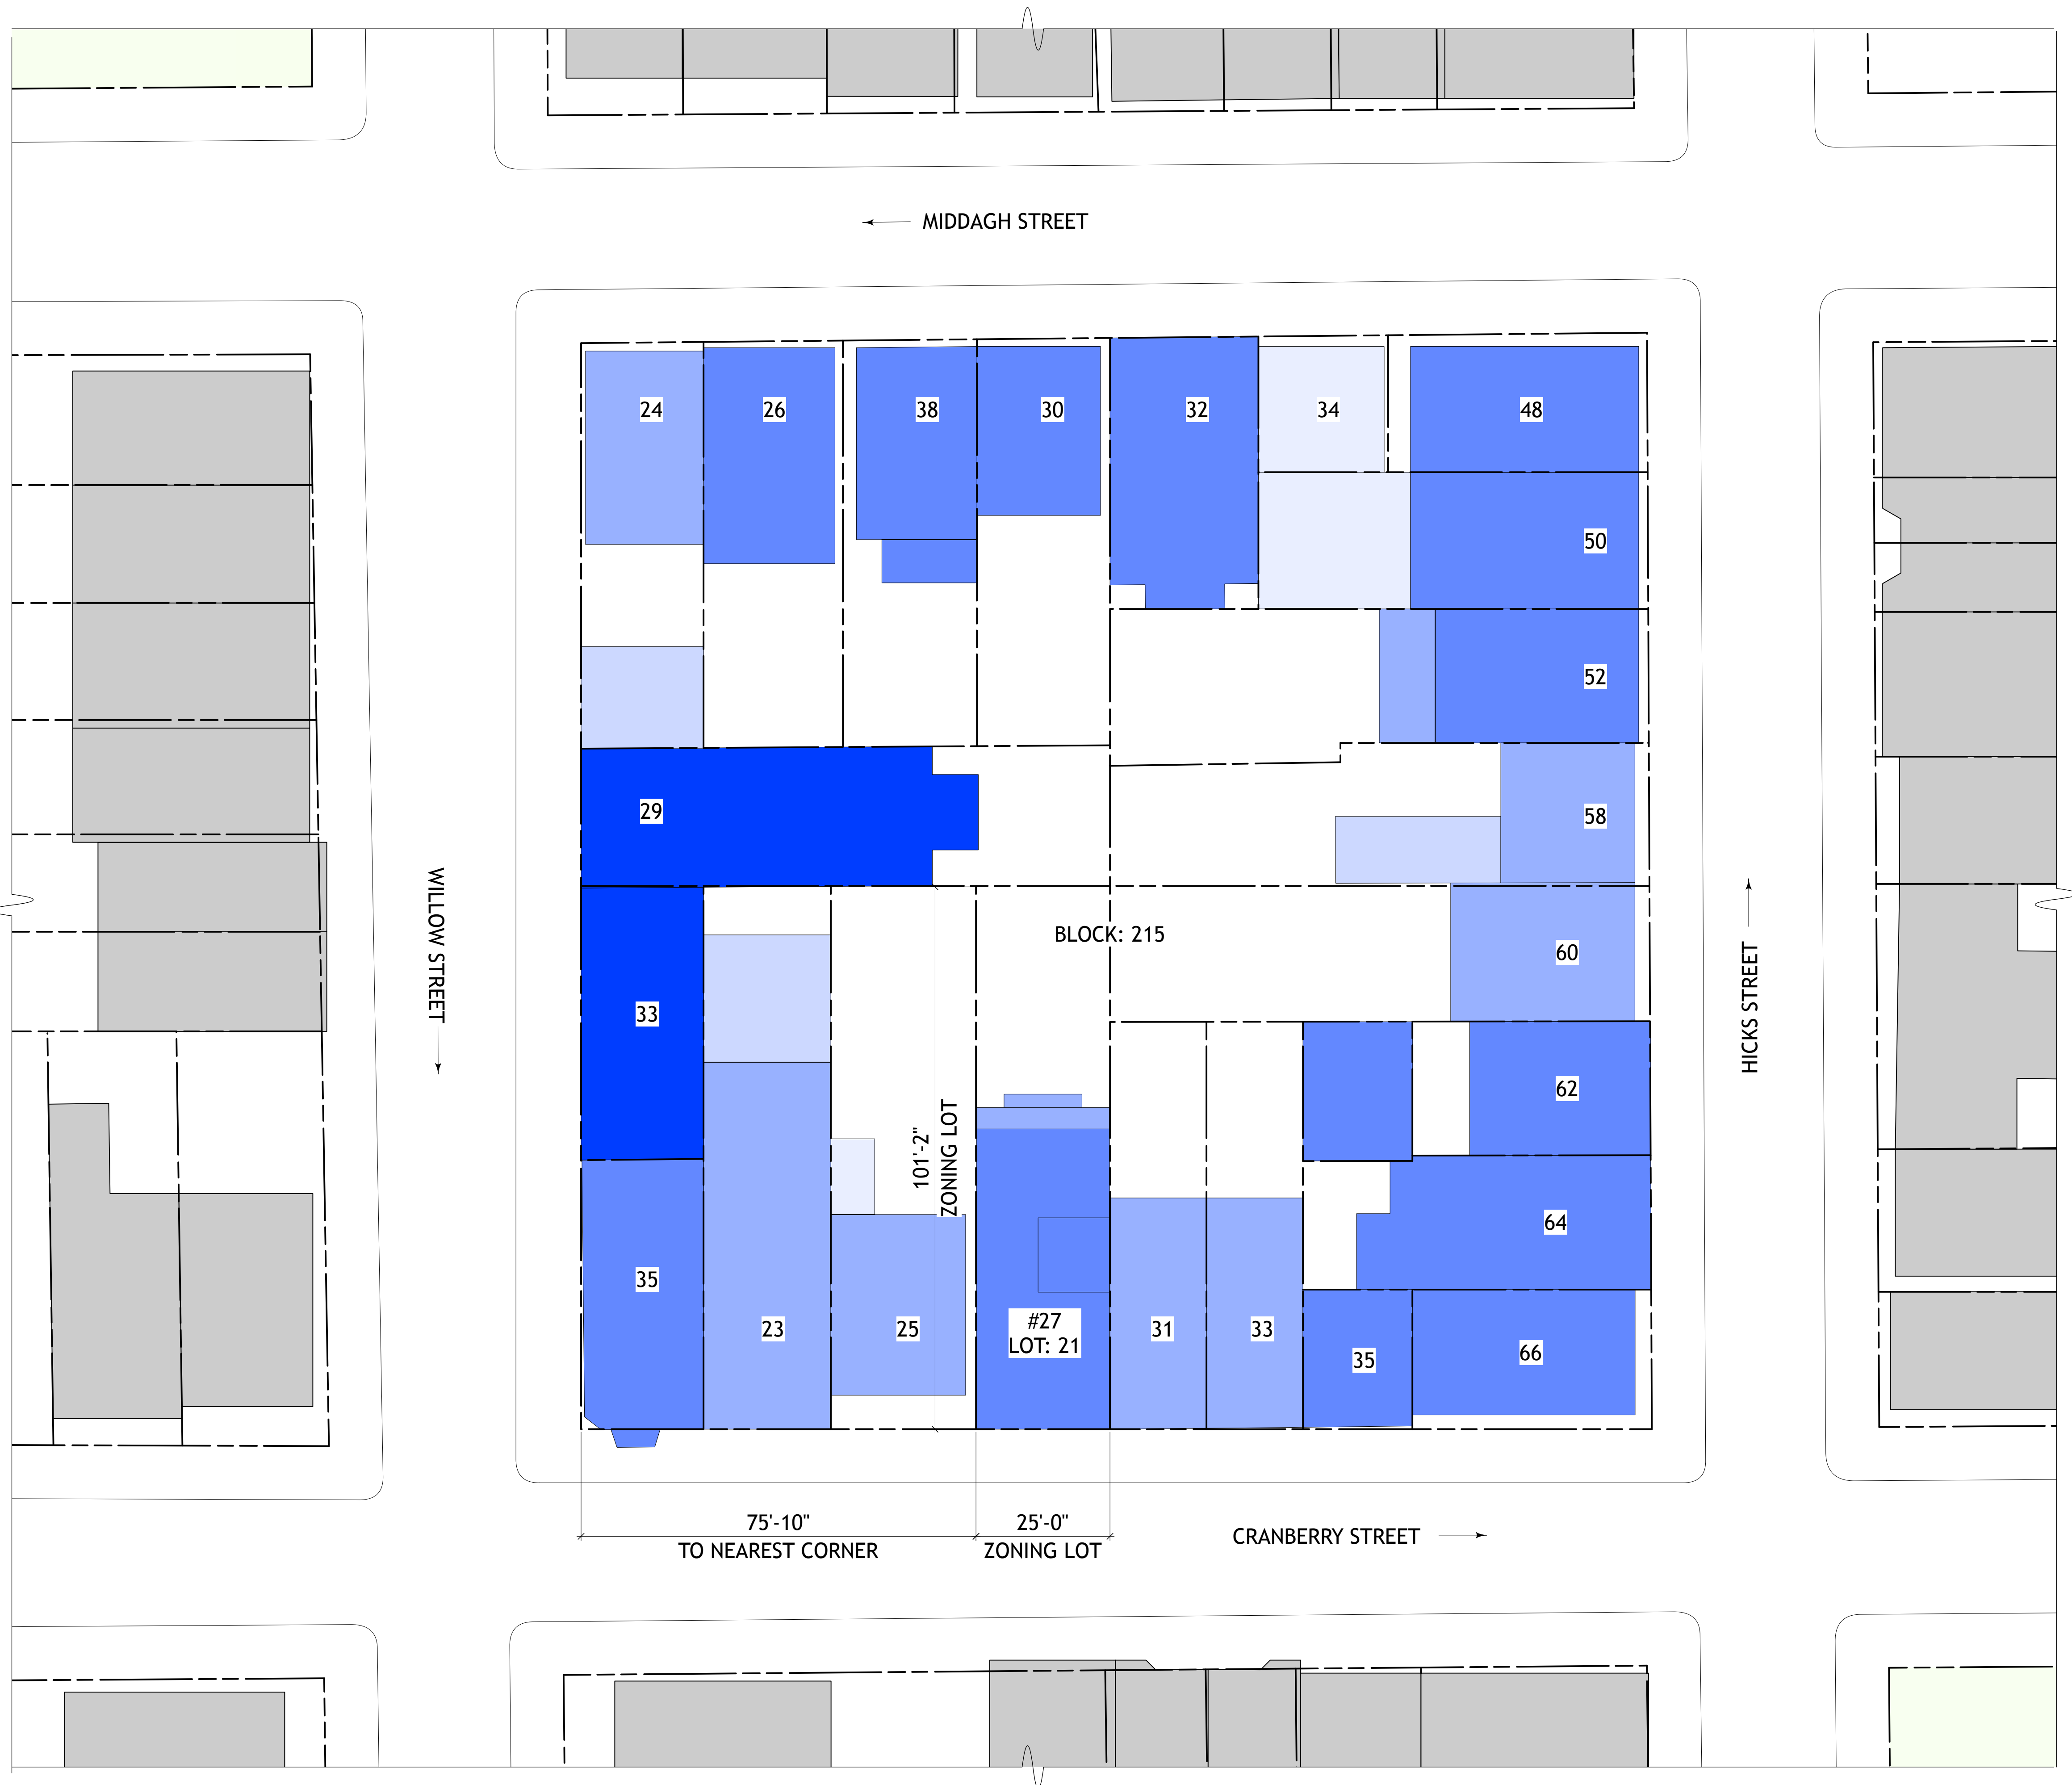 MIDDAGH STREET
24
26
38
30
32
34
48
50
52
29
58
WILLOW STREET
BLOCK: 215
HICKS STREET
60
33
62
101'-2"
ZONING LOT
64
35
#27
LOT: 21
23
25
31
33
35
66
75'-10"
TO NEAREST CORNER
25'-0"
ZONING LOT
CRANBERRY STREET